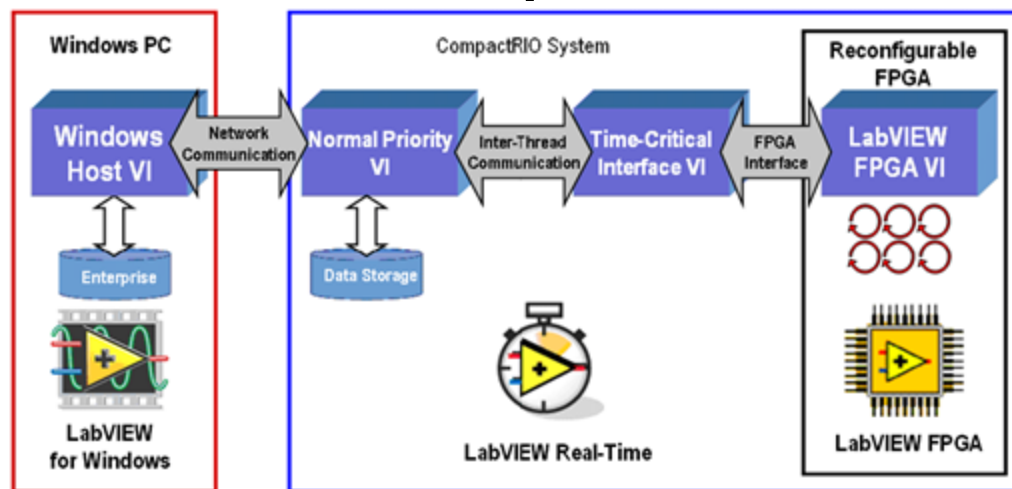 Windows PC
CompactRIO System
Reconfigurable
FPGA
Windows
Host VI
Network
Communication
Normal Priority
VI
Inter-Thread
Communication
Time-Critical
Interface VI
FPGA
Interface
LabVIEW
FPGA VI
Enterprise
Data Storage
LabVIEW
for Windows
LabVIEW Real-Time
LabVIEW FPGA